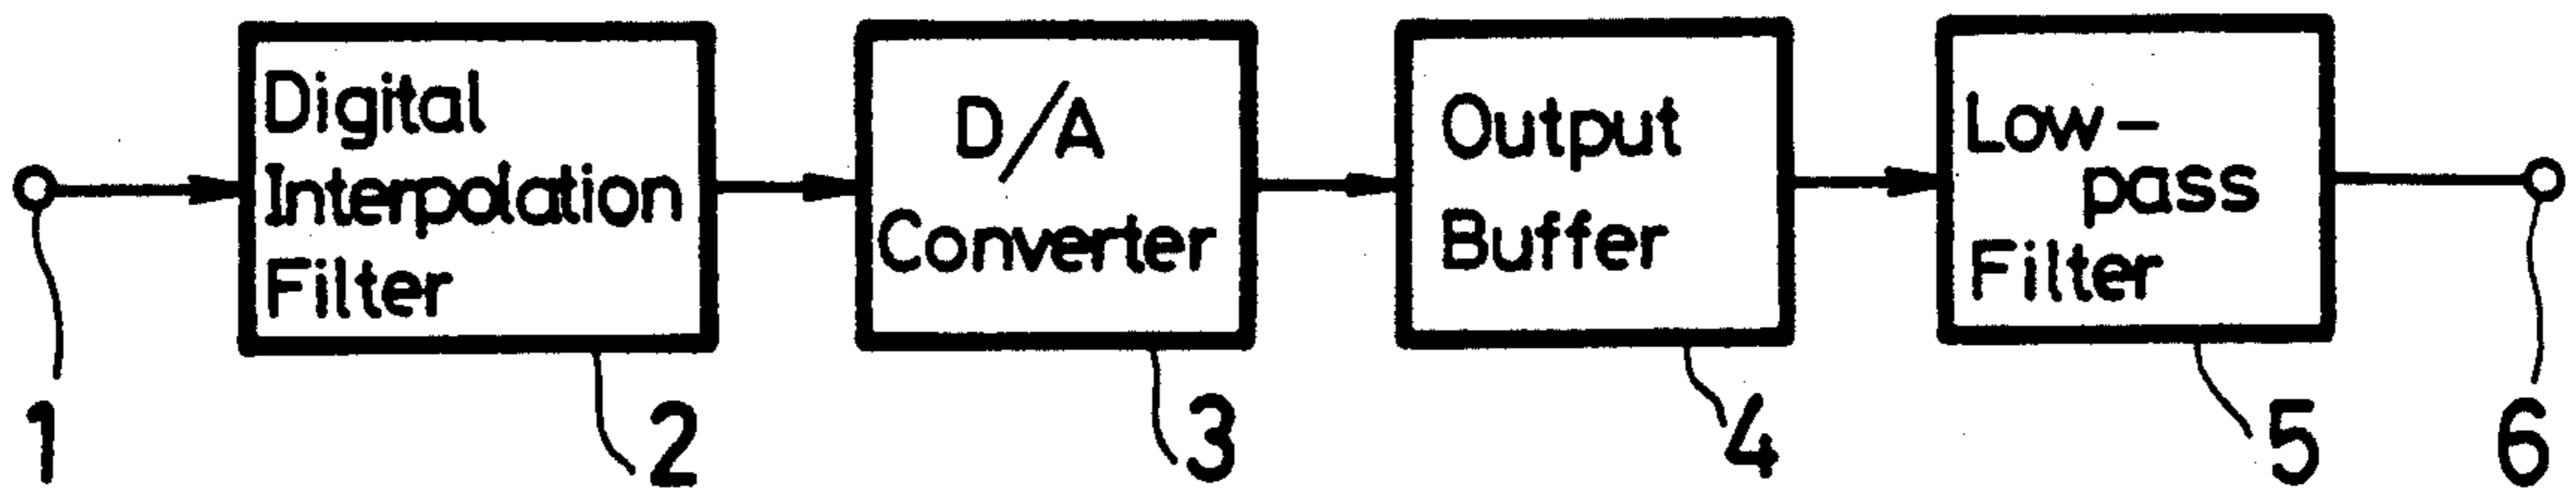 Digital
Interpolation
Filter
D/A
Converter
Output
Buffer
Low-
pass
Filter
1
2
3
4
5
6